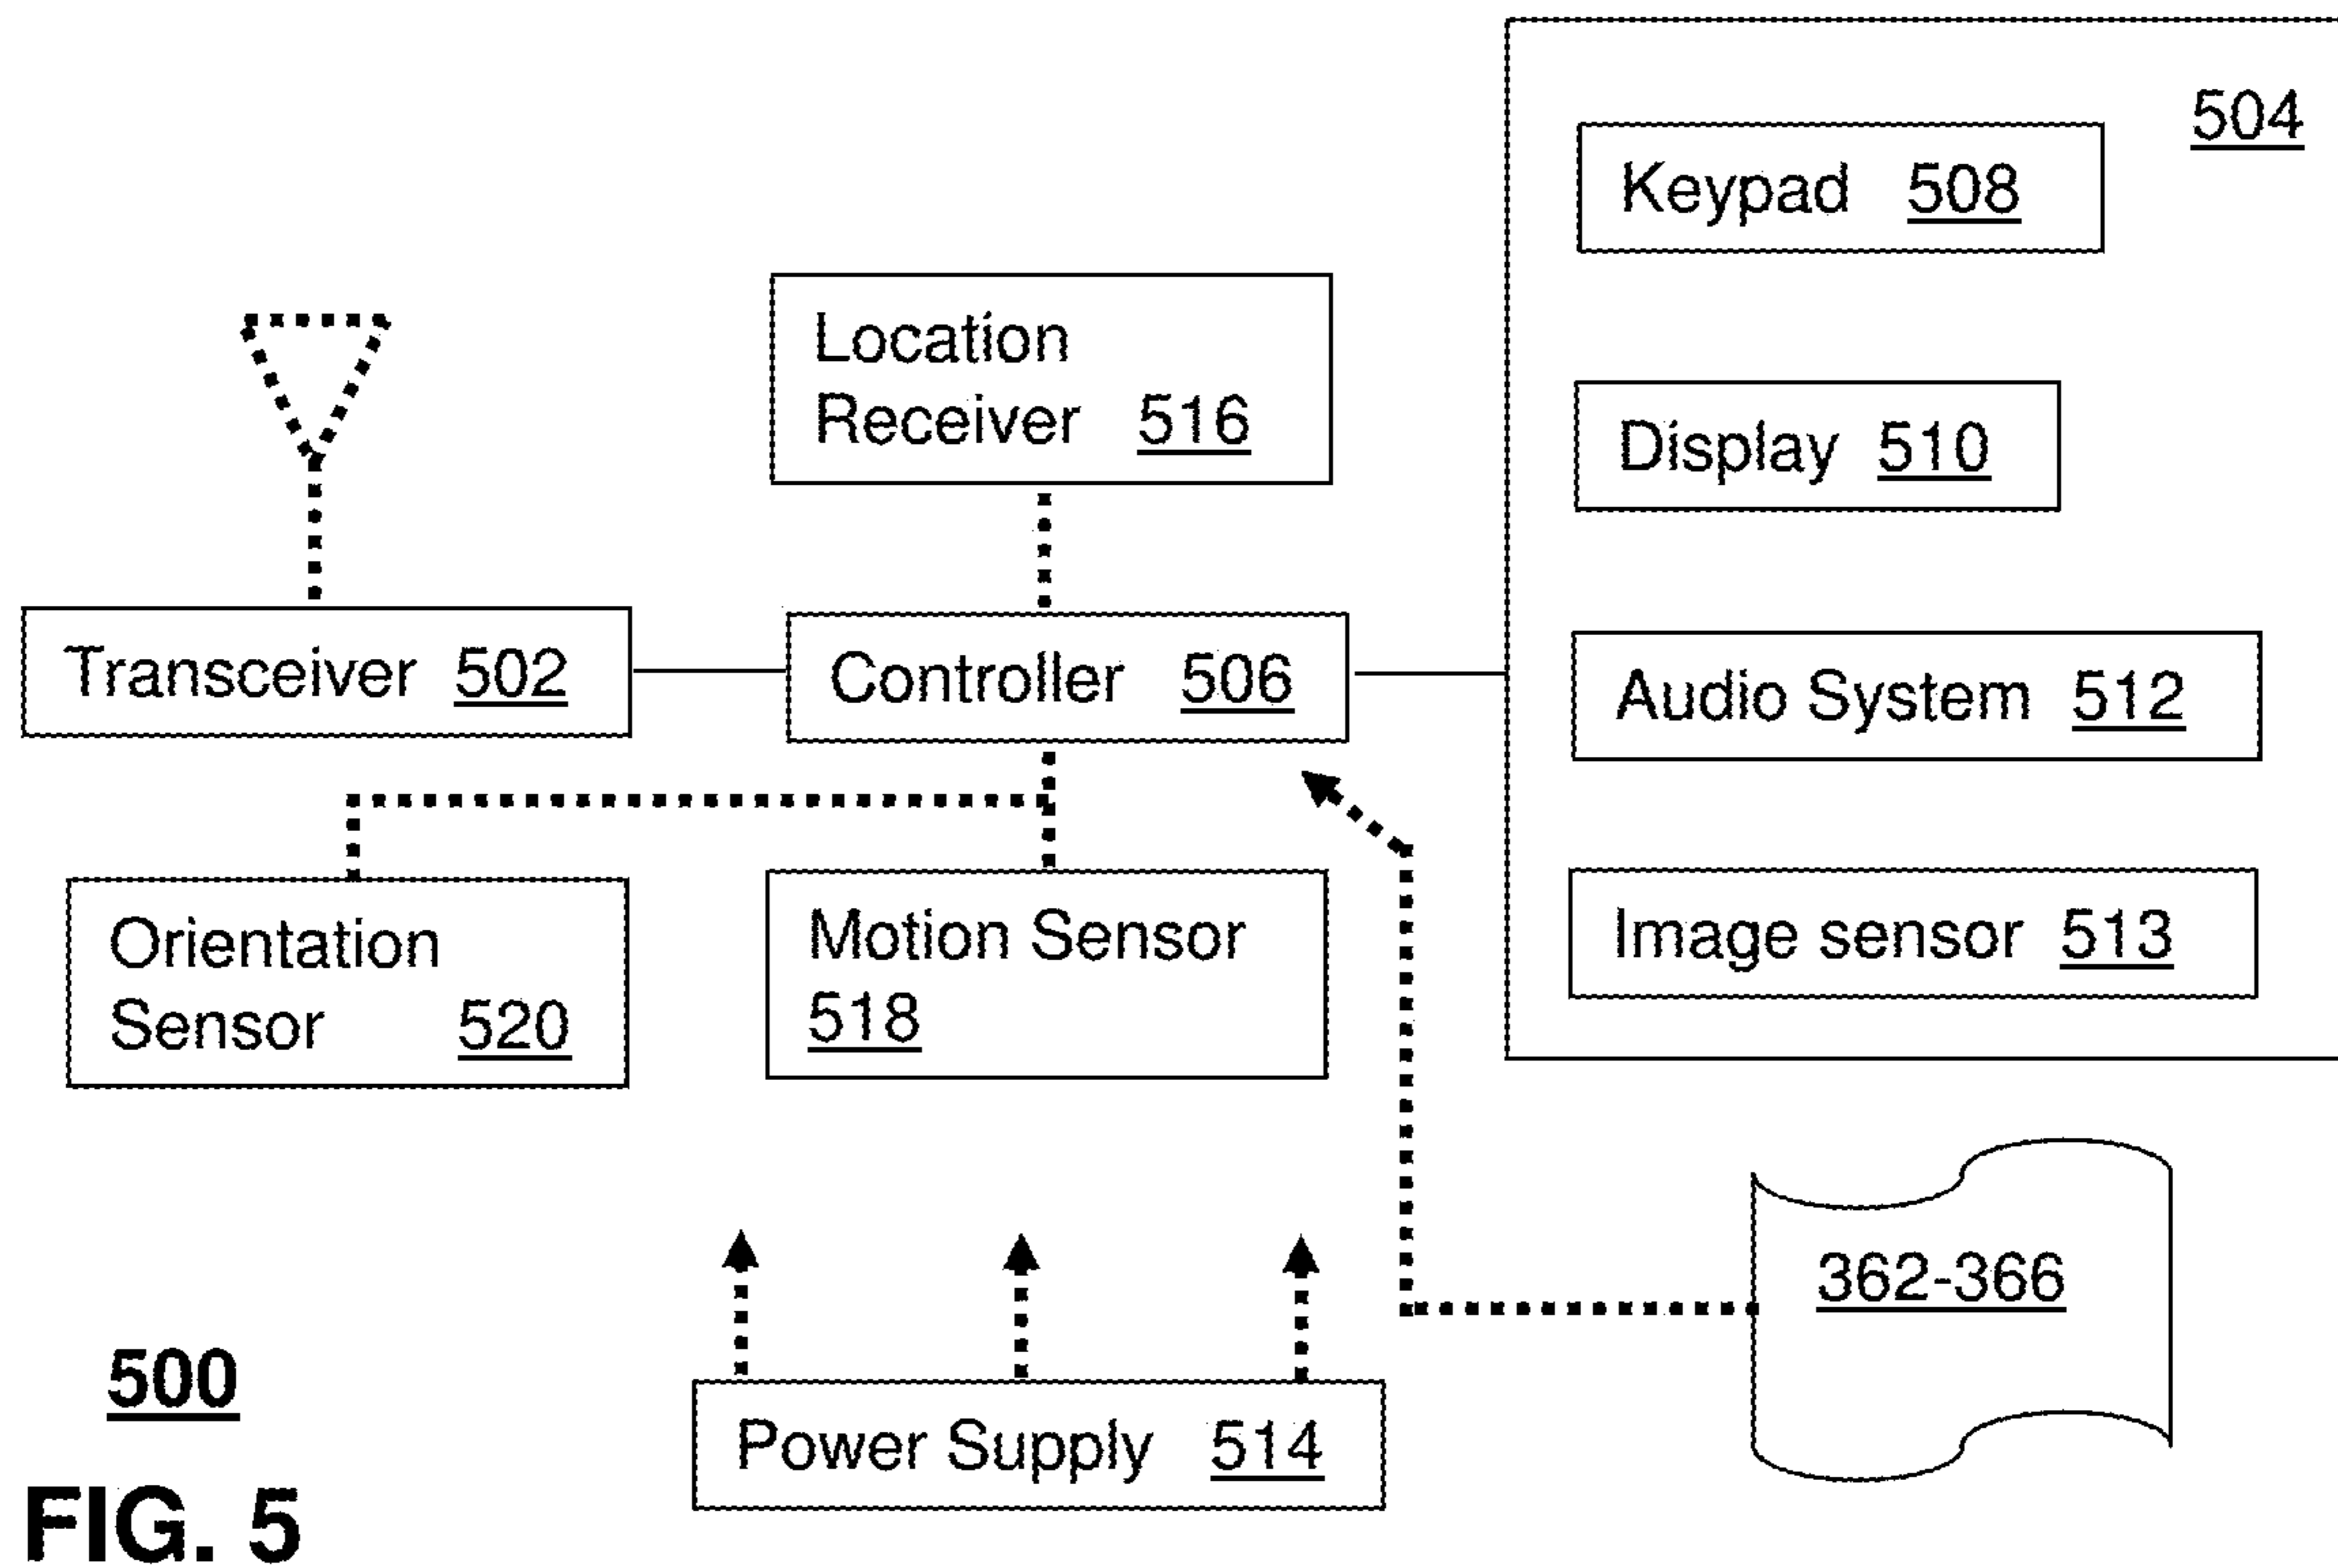 504
Keypad 508
Location
Receiver 516
Display 510
Transceiver 502
Controller 506
Audio System 512
Orientation
Sensor 520
Motion Sensor
518
Image sensor 513
362-366
500
Power Supply 514
FIG. 5